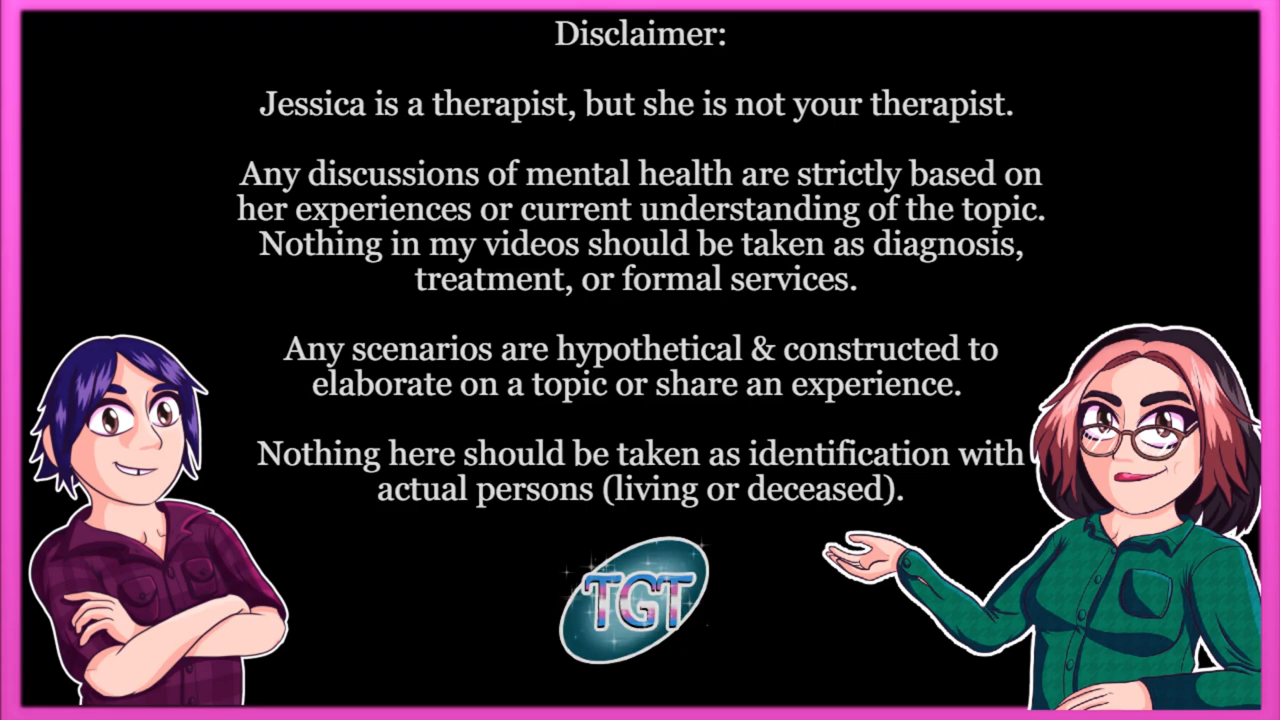 Disclaimer:
Jessica is a therapist, but she is not your therapist.
Any discussions of mental health are strictly based on
her experiences or current understanding of the topic.
Nothing in my videos should be taken as diagnosis,
treatment, or formal services.
Any scenarios are hypothetical & constructed to
elaborate on a topic or share an experience.
Nothing here should be taken as identification with
actual persons (living or deceased).
TGT